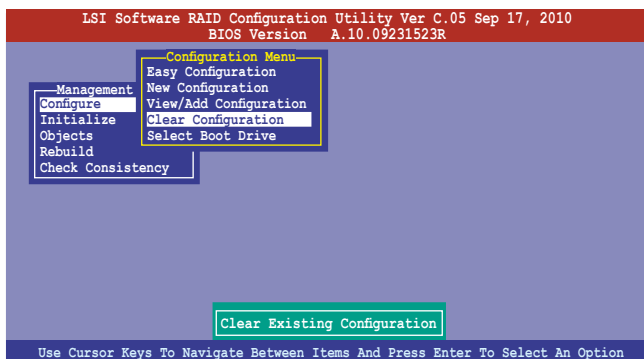 LSI Software RAID Configuration Utility Ver C.05 Sep 17, 2010
BIOS Version A.10.09231523R
Configuration Menu
Easy Configuration
New Configuration
View/Add Configuration
Clear Configuration
Select Boot Drive
Management
Configure
Initialize
Objects
Rebuild
Check Consistency
Clear Existing Configuration
Use Cursor Keys To Navigate Between Items And Press Enter To Select An Option